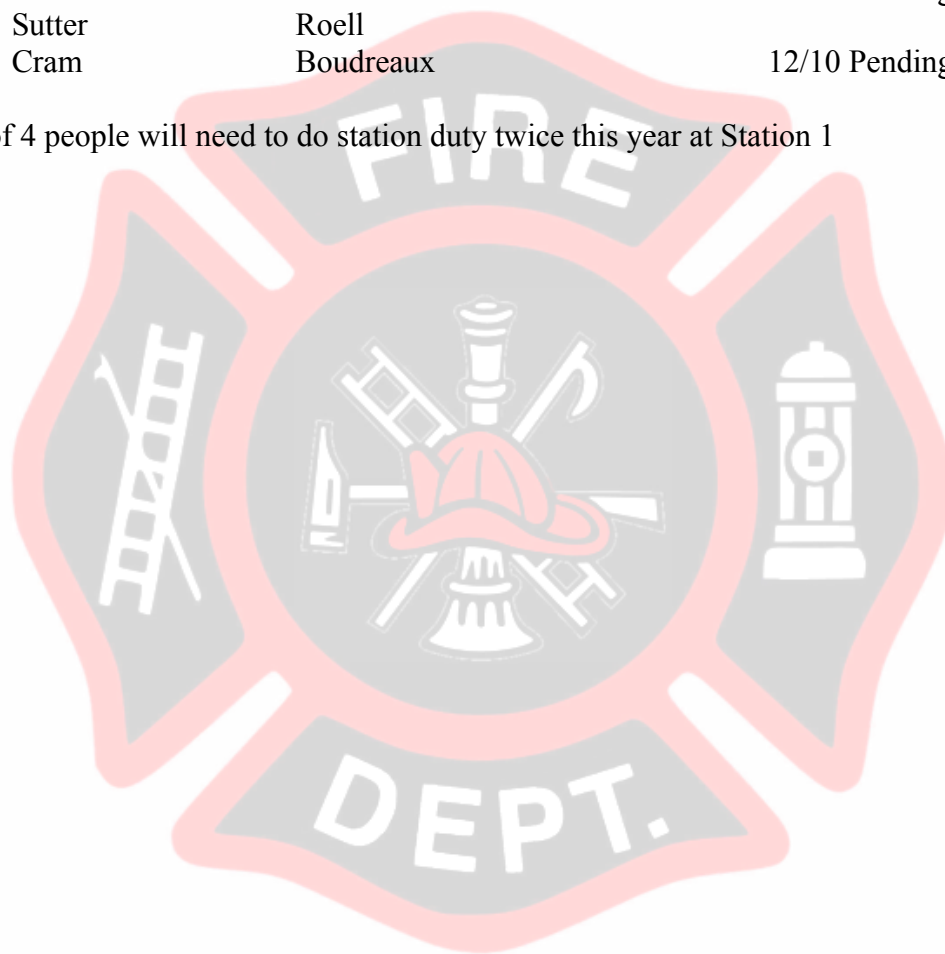 Sutter Roell
Cram Boudreaux 12/10 Pending
of 4 people will need to do station duty twice this year at Station 1
FIRE
DEPT.